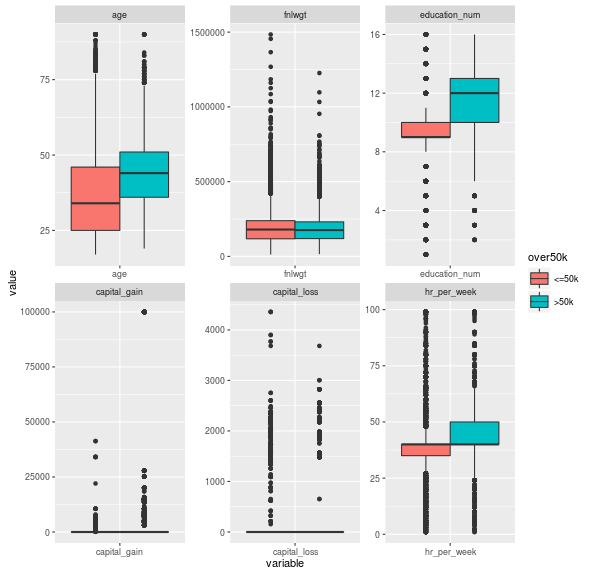 age
fnlwgt
education_num
75
50
25
1500000
1000000
500000
0
16
12
8
4
age
fnlwgt
education_num
value
capital_gain
capital_loss
hr_per_week
100000
75000
50000
25000
0
4000
3000
2000
1000
0
100
75
50
25
0
capital_gain
capital_loss
hr_per_week
variable
over50k
<=50k
>50k